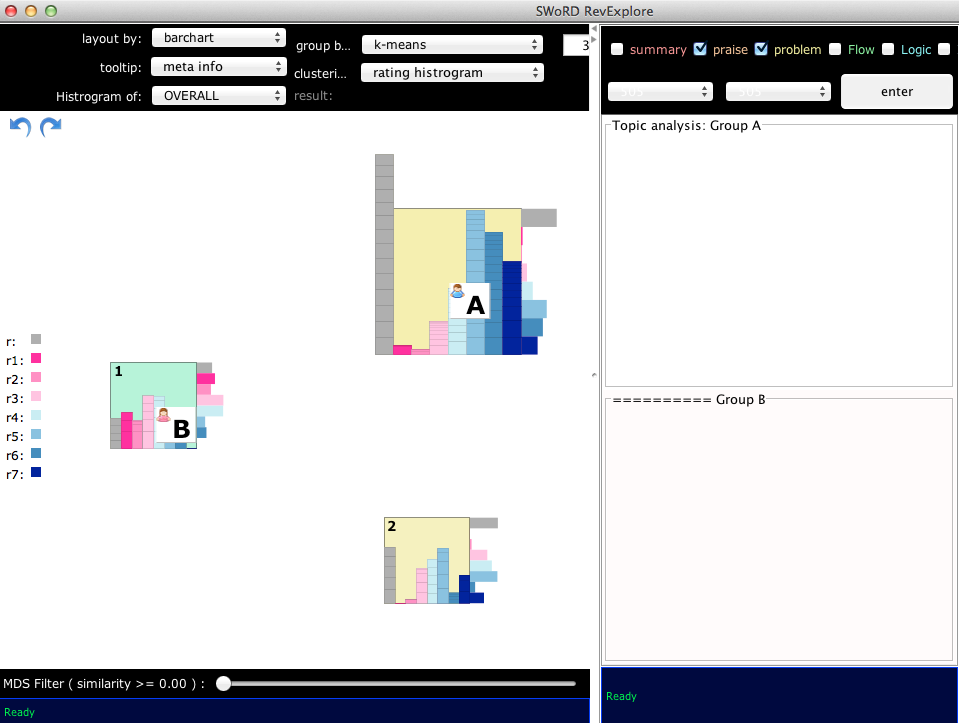 SWoRD RevExplore
layout by: barchart group b... k-means 3
tooltip: meta info clusteri... rating histrogram
Histrogram of: OVERALL result:
summary praise problem Flow Logic
enter
Topic analysis: Group A
A
r:
r1:
r2:
r3:
r4:
r5:
r6:
r7:
1
B
========== Group B
2
MDS Filter ( similarity >= 0.00 ) :
Ready
Ready